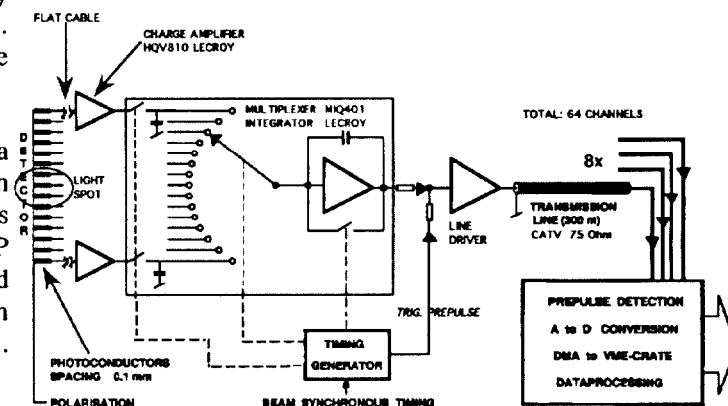 FLAT CABLE
CHARGE AMPLIFIER
HQV810 LECROY
MULTIPLEXER MIQ401
INTEGRATOR LECROY
TOTAL: 64 CHANNELS
8x
DETECTOR
LIGHT
SPOT
LINE
DRIVER
TRANSMISSION
LINE (300 m)
CATV 75 Ohm
TRIG. PREPULSE
TIMING
GENERATOR
PREPULSE DETECTION
A to D CONVERSION
DMA to VME-CRATE
DATAPROCESSING
PHOTOCONDUCTORS
SPACING 0.1 mm
POLARISATION
BEAM SYNCHRONOUS TIMING